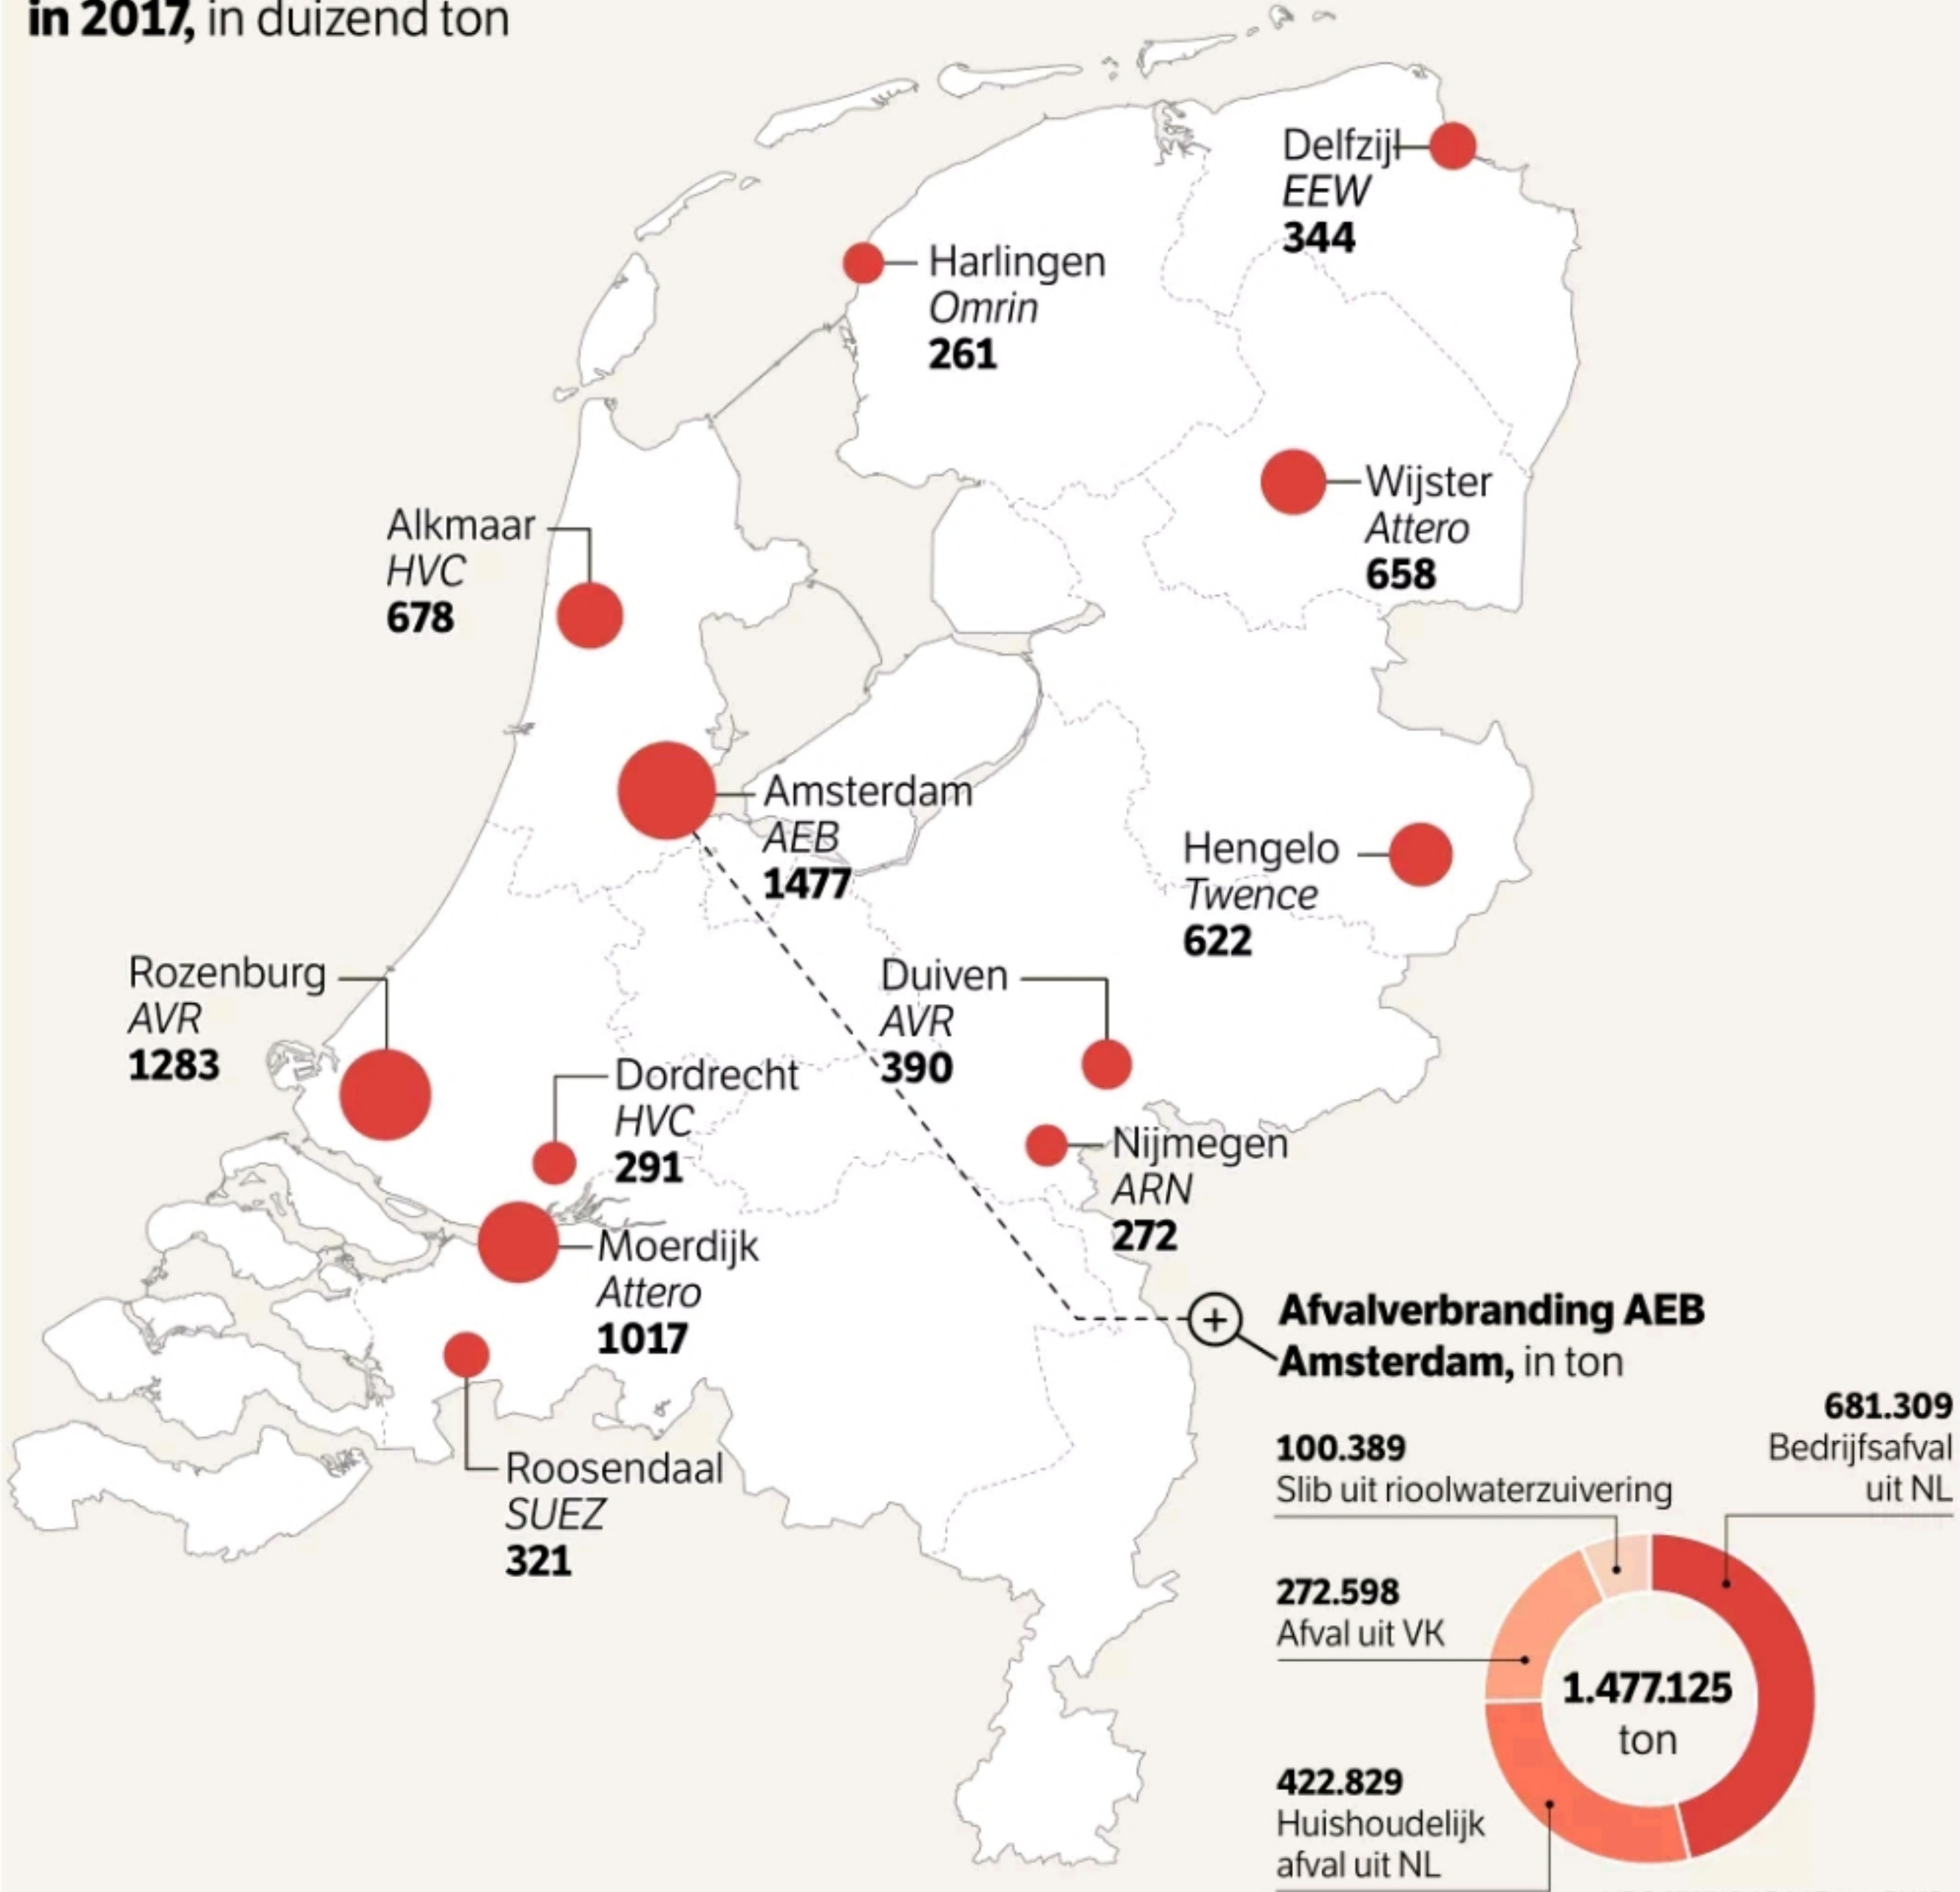 in 2017, in duizend ton
Delfzijl
EEW
344
Harlingen
Omrin
261
Wijster
Attero
658
Alkmaar
HVC
678
Amsterdam
AEB
1477
Hengelo
Twence
622
Rozenburg
AVR
1283
Duiven
AVR
390
Dordrecht
HVC
291
Nijmegen
ARN
272
Moerdijk
Attero
1017
Roosendaal
SUEZ
321
Afvalverbranding AEB
Amsterdam, in ton
681.309
Bedrijfsafval
uit NL
100.389
Slib uit rioolwaterzuivering
272.598
Afval uit VK
1.477.125
ton
422.829
Huishoudelijk
afval uit NL